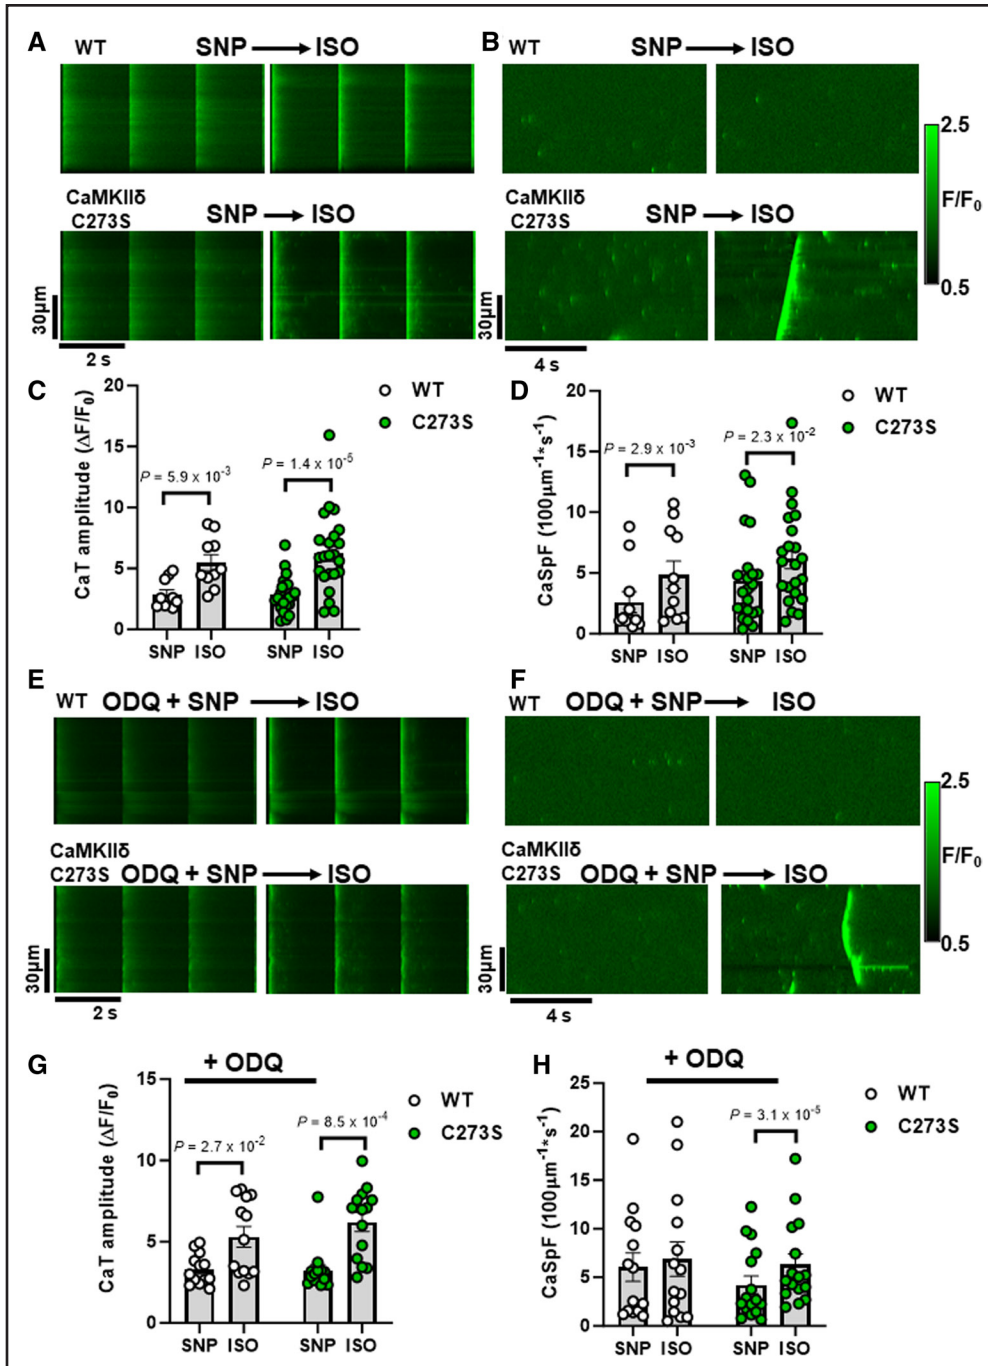 A
WT
SNP → ISO
B
WT
SNP → ISO
CaMKIIδ
C273S
SNP → ISO
CaMKIIδ
C273S
SNP → ISO
30µm
2 s
30µm
4 s
2.5
F/F0
0.5
C
CaT amplitude (ΔF/F0)
20
15
10
5
0
P = 5.9 x 10-3
P = 1.4 x 10-5
WT
C273S
SNP ISO SNP ISO
D
CaSpF (100µm-1*s-1)
20
15
10
5
0
P = 2.9 x 10-3
P = 2.3 x 10-2
WT
C273S
SNP ISO SNP ISO
E
WT ODQ + SNP → ISO
F
WT ODQ + SNP → ISO
CaMKIIδ
C273S ODQ + SNP → ISO
CaMKIIδ
C273S ODQ + SNP → ISO
30µm
2 s
30µm
4 s
2.5
F/F0
0.5
G
+ ODQ
CaT amplitude (ΔF/F0)
15
10
5
0
P = 2.7 x 10-2
P = 8.5 x 10-4
WT
C273S
SNP ISO SNP ISO
H
+ ODQ
CaSpF (100µm-1*s-1)
25
20
15
10
5
0
P = 3.1 x 10-5
WT
C273S
SNP ISO SNP ISO